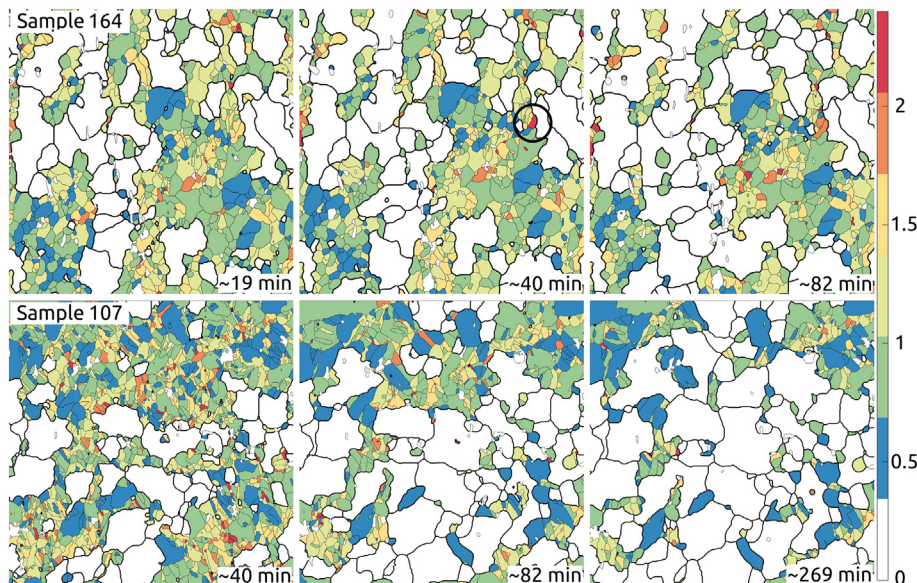 Sample 164
~19 min
~40 min
~82 min
Sample 107
~40 min
~82 min
~269 min
2
1.5
1
0.5
0